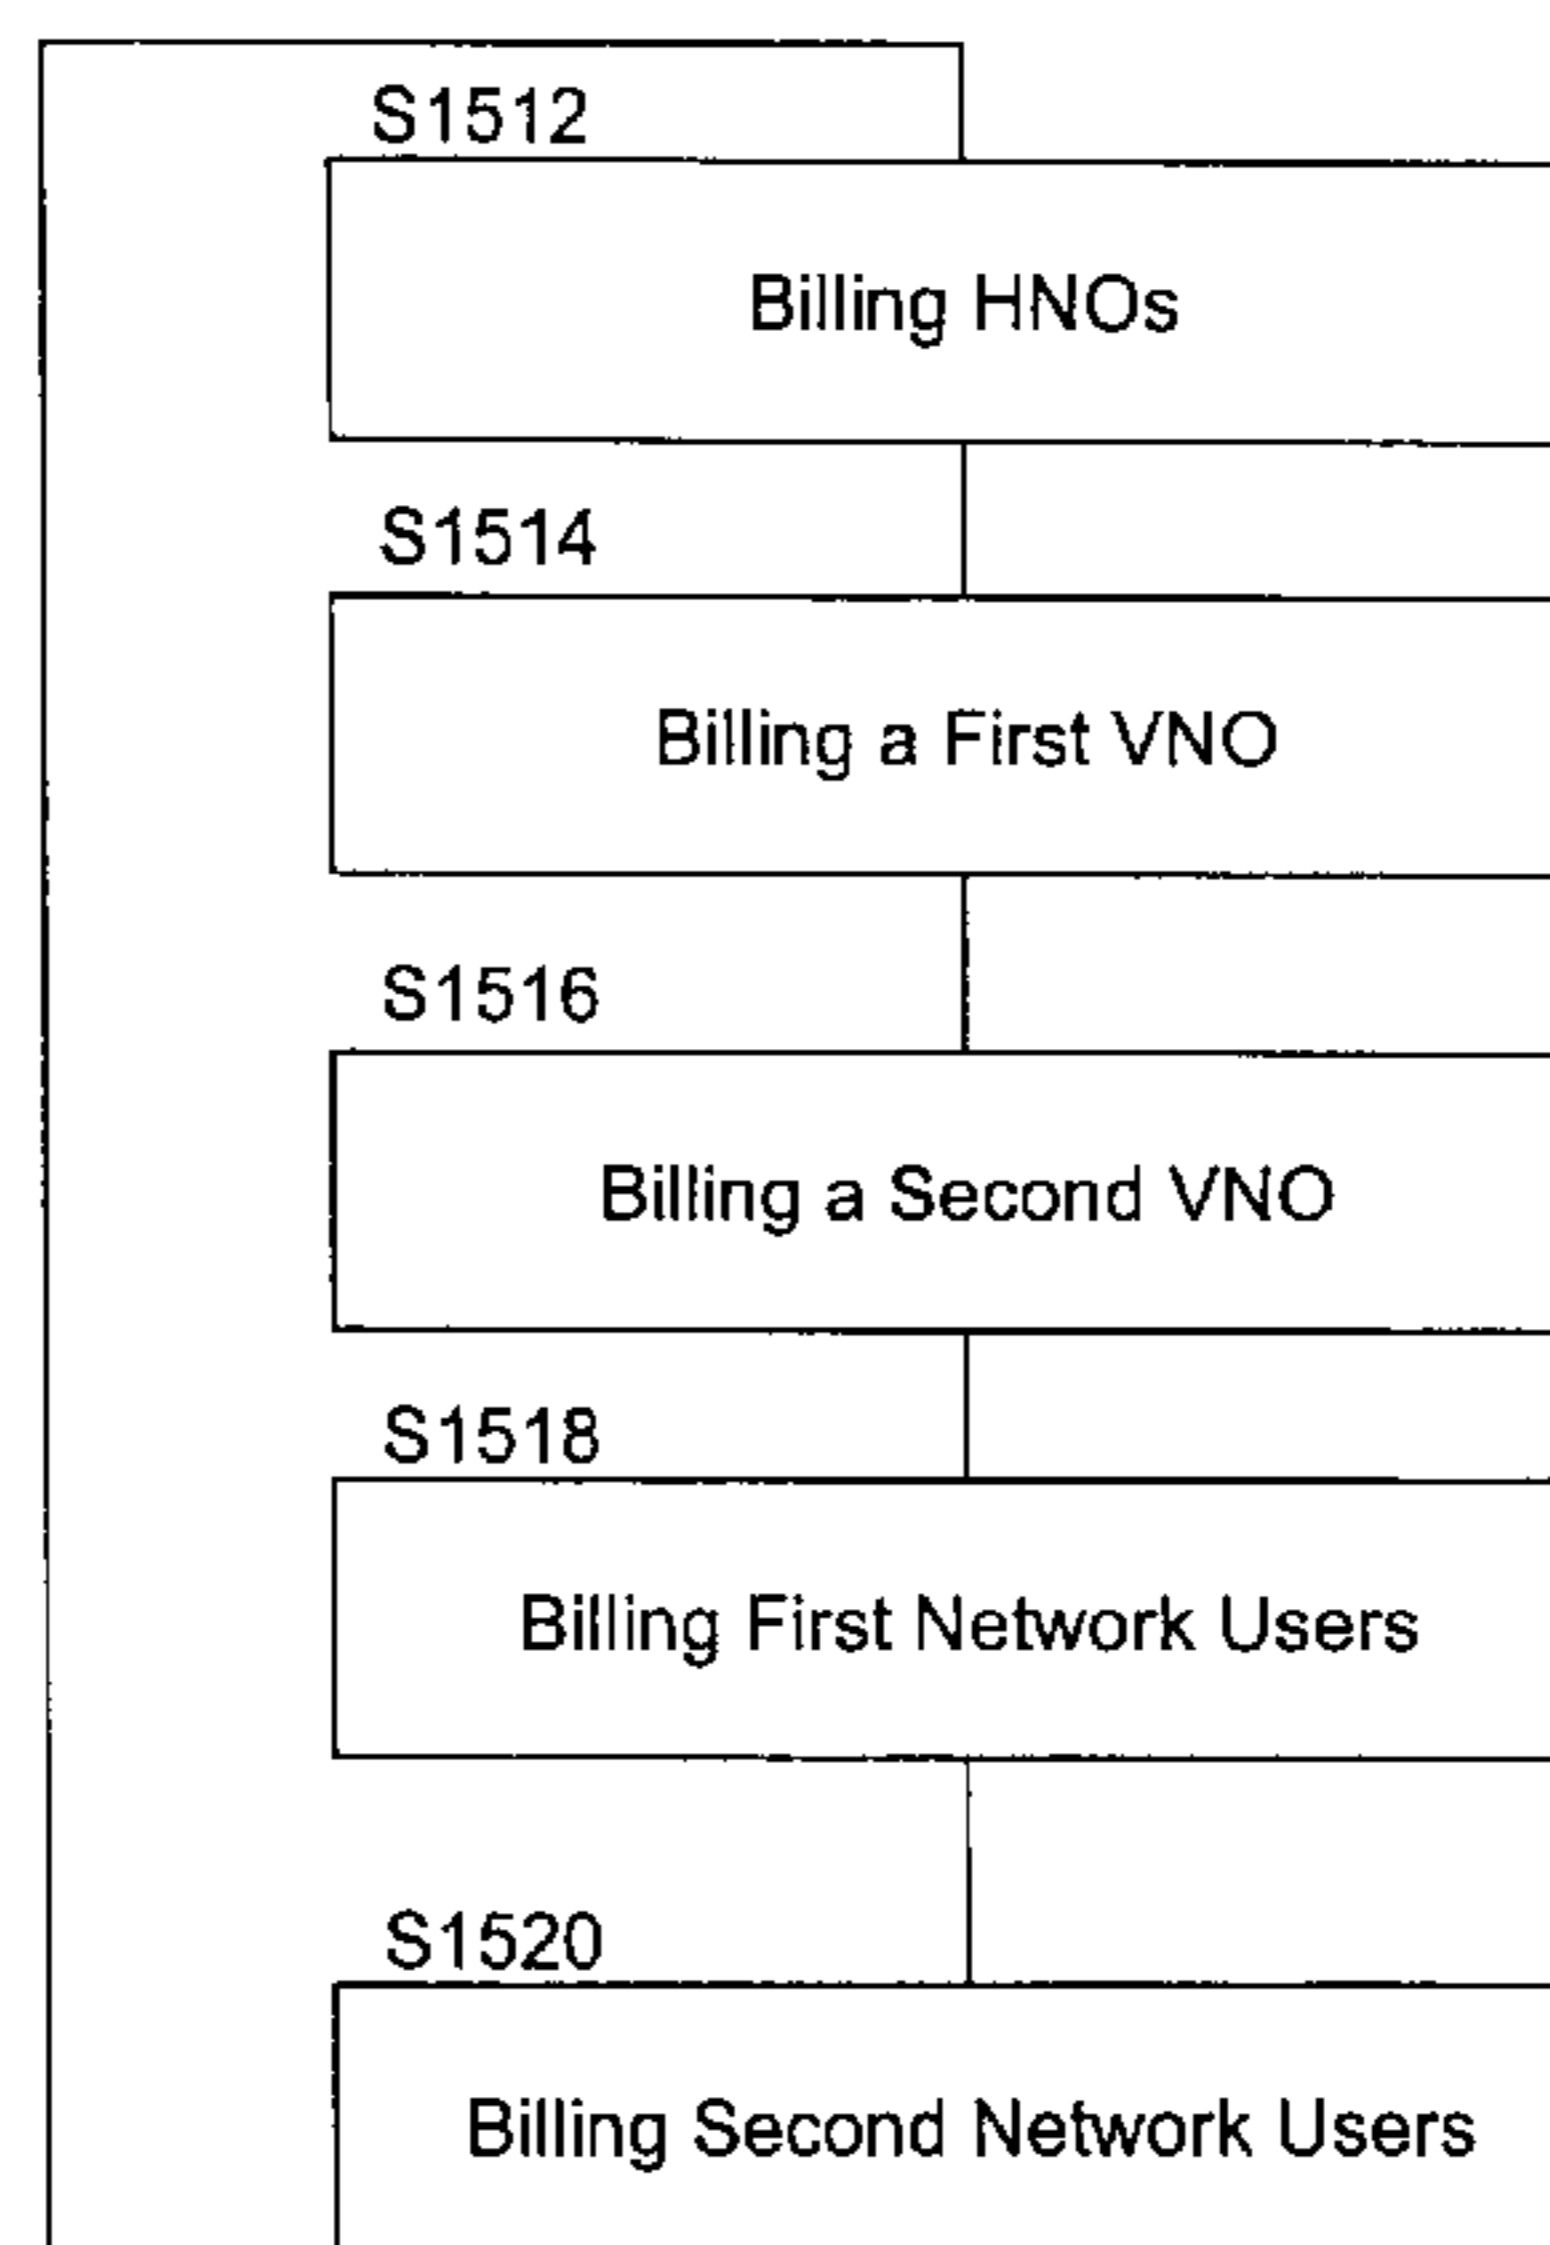 S1512
Billing HNOs
S1514
Billing a First VNO
S1516
Billing a Second VNO
S1518
Billing First Network Users
S1520
Billing Second Network Users